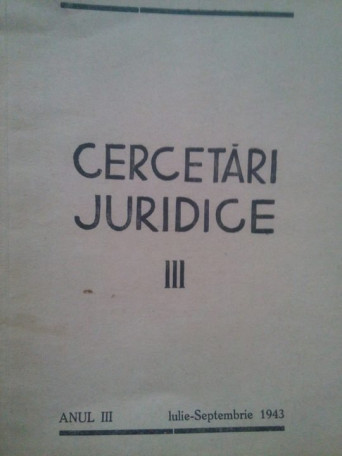 CERCETĂRI
JURIDICE
III
ANUL III Iulie-Septembrie 1943